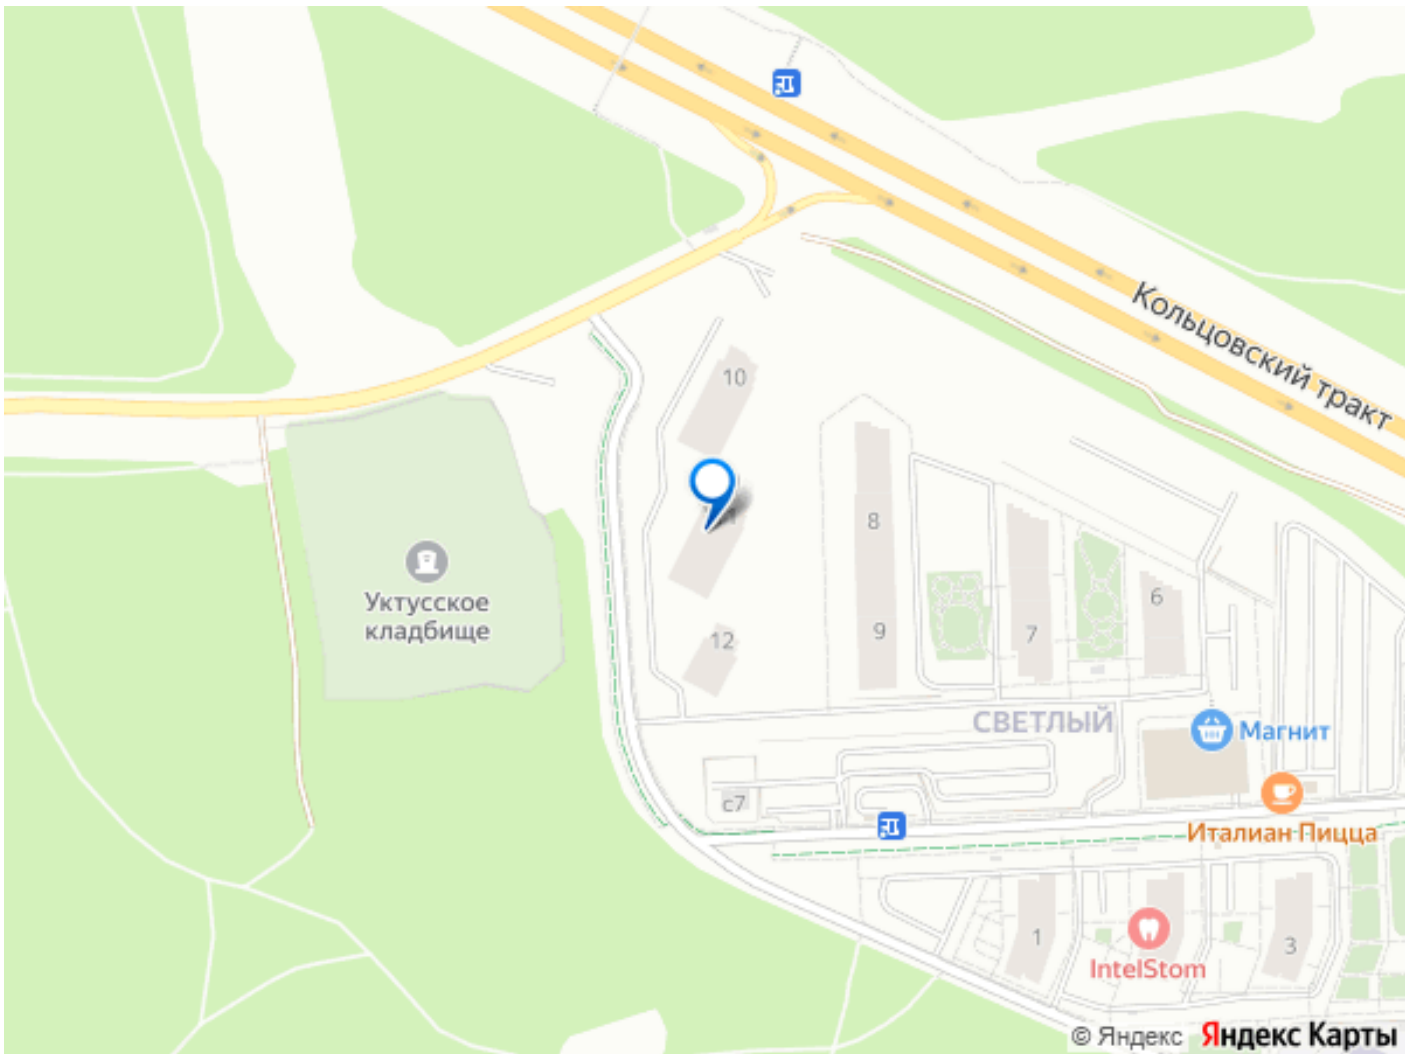 Кольцовский тракт
10
8
Уктусское
кладбище
6
7
9
12
СВЕТЛЫЙ
Магнит
с7
Италиан Пицца
1
3
IntelStom
© Яндекс Яндекс Карты